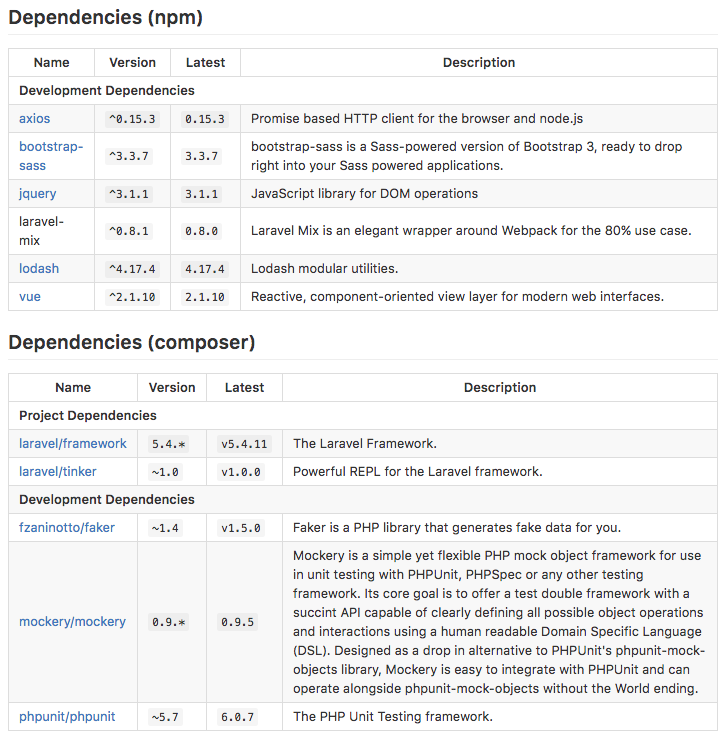 Dependencies (npm)
Name Version Latest Description
Development Dependencies
axios ^0.15.3 0.15.3 Promise based HTTP client for the browser and node.js
bootstrap-
sass ^3.3.7 3.3.7 bootstrap-sass is a Sass-powered version of Bootstrap 3, ready to drop
right into your Sass powered applications.
jquery ^3.1.1 3.1.1 JavaScript library for DOM operations
laravel-
mix ^0.8.1 0.8.0 Laravel Mix is an elegant wrapper around Webpack for the 80% use case.
lodash ^4.17.4 4.17.4 Lodash modular utilities.
vue ^2.1.10 2.1.10 Reactive, component-oriented view layer for modern web interfaces.
Dependencies (composer)
Name Version Latest Description
Project Dependencies
laravel/framework 5.4.* v5.4.11 The Laravel Framework.
laravel/tinker ~1.0 v1.0.0 Powerful REPL for the Laravel framework.
Development Dependencies
fzaninotto/faker ~1.4 v1.5.0 Faker is a PHP library that generates fake data for you.
mockery/mockery 0.9.* 0.9.5 Mockery is a simple yet flexible PHP mock object framework for use
in unit testing with PHPUnit, PHPSpec or any other testing
framework. Its core goal is to offer a test double framework with a
succint API capable of clearly defining all possible object operations
and interactions using a human readable Domain Specific Language
(DSL). Designed as a drop in alternative to PHPUnit's phpunit-mock-
objects library, Mockery is easy to integrate with PHPUnit and can
operate alongside phpunit-mock-objects without the World ending.
phpunit/phpunit ~5.7 6.0.7 The PHP Unit Testing framework.